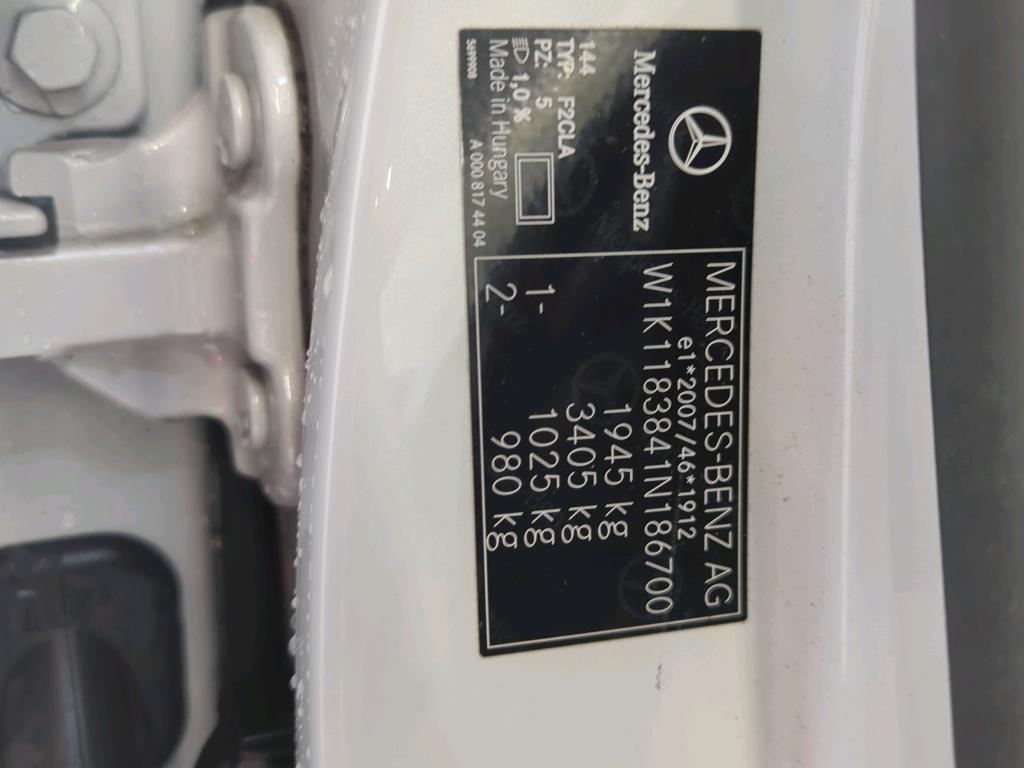 Mercedes-Benz
144
TYP: F2CLA
PZ: 5
1,0 %
Made in Hungary
5699908
A 000 817 44 04
MERCEDES-BENZ AG
e1*2007/46*1912
W1K1183841N186700
1945 kg
3405 kg
1- 1025 kg
2- 980 kg